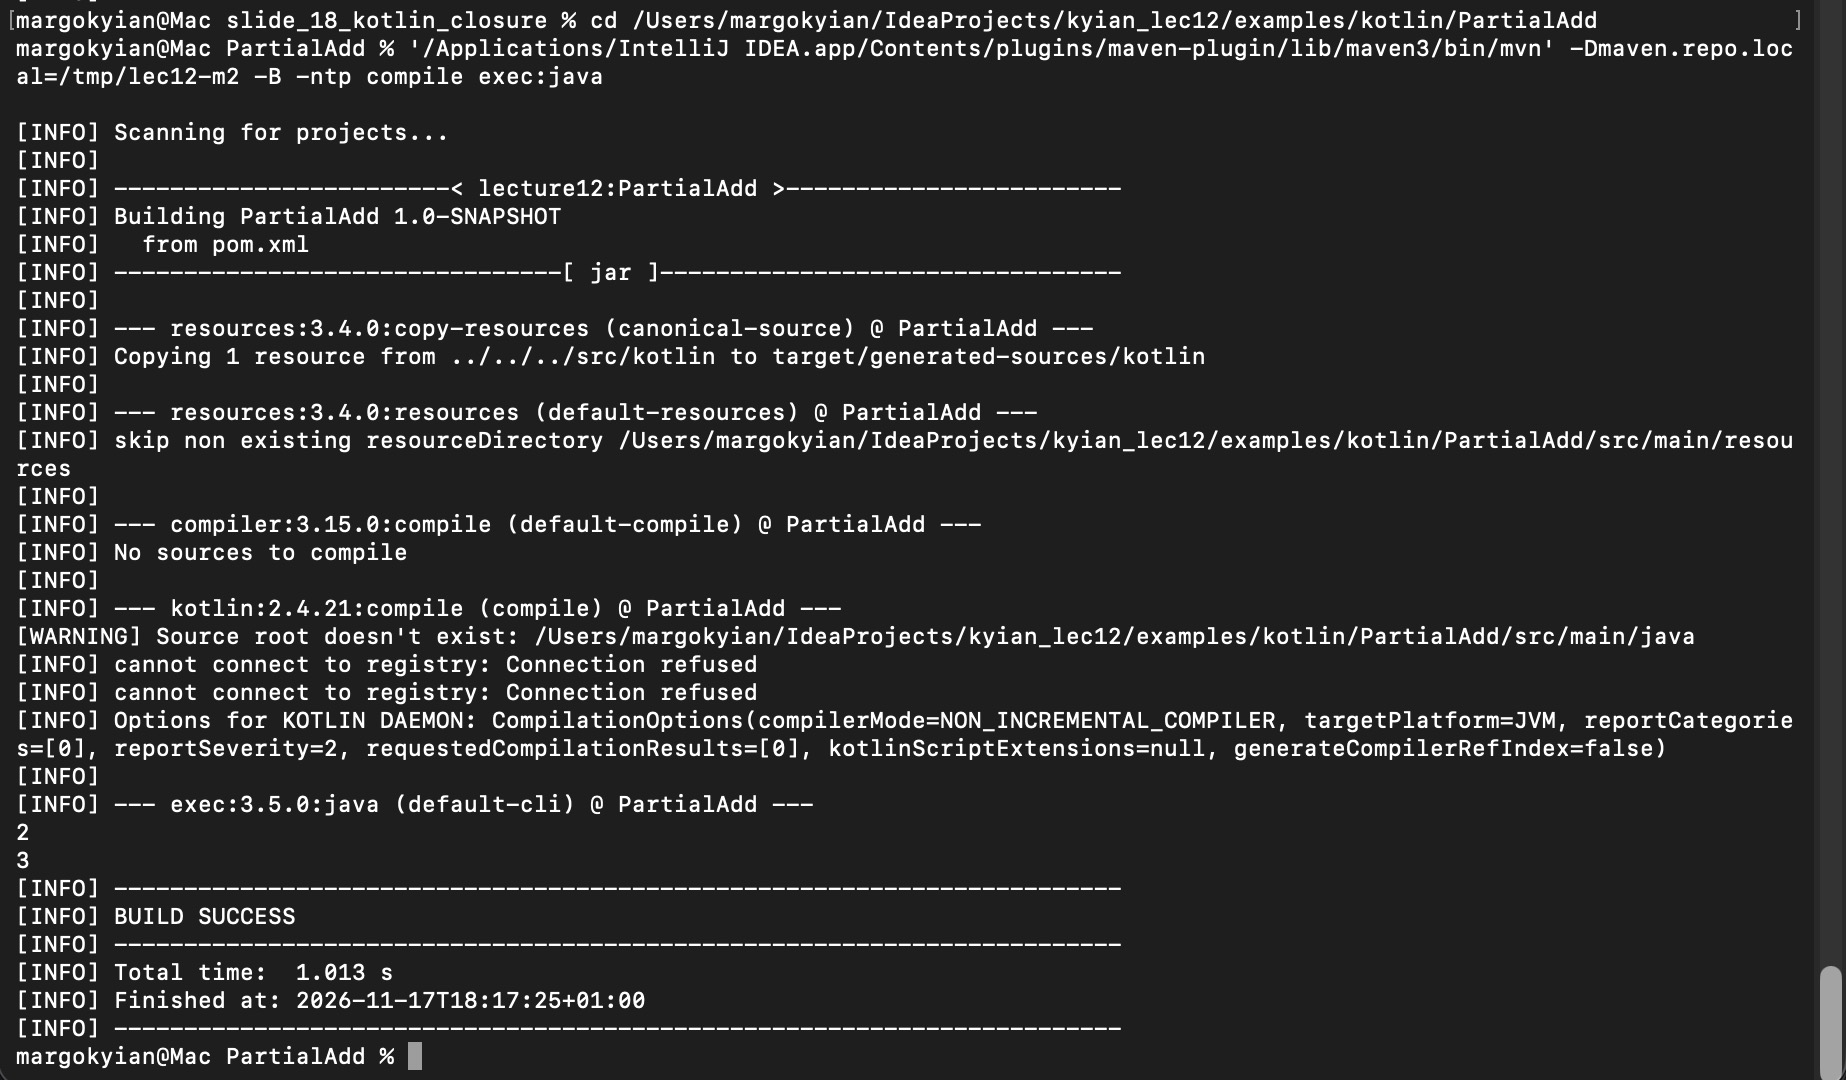 [margokyian@Mac slide_18_kotlin_closure % cd /Users/margokyian/IdeaProjects/kyian_lec12/examples/kotlin/PartialAdd ]
margokyian@Mac PartialAdd % '/Applications/IntelliJ IDEA.app/Contents/plugins/maven-plugin/lib/maven3/bin/mvn' -Dmaven.repo.loc
al=/tmp/lec12-m2 -B -ntp compile exec:java
[INFO] Scanning for projects...
[INFO]
[INFO] ------------------------< lecture12:PartialAdd >------------------------
[INFO] Building PartialAdd 1.0-SNAPSHOT
[INFO]   from pom.xml
[INFO] --------------------------------[ jar ]---------------------------------
[INFO]
[INFO] --- resources:3.4.0:copy-resources (canonical-source) @ PartialAdd ---
[INFO] Copying 1 resource from ../../../src/kotlin to target/generated-sources/kotlin
[INFO]
[INFO] --- resources:3.4.0:resources (default-resources) @ PartialAdd ---
[INFO] skip non existing resourceDirectory /Users/margokyian/IdeaProjects/kyian_lec12/examples/kotlin/PartialAdd/src/main/resou
rces
[INFO]
[INFO] --- compiler:3.15.0:compile (default-compile) @ PartialAdd ---
[INFO] No sources to compile
[INFO]
[INFO] --- kotlin:2.4.21:compile (compile) @ PartialAdd ---
[WARNING] Source root doesn't exist: /Users/margokyian/IdeaProjects/kyian_lec12/examples/kotlin/PartialAdd/src/main/java
[INFO] cannot connect to registry: Connection refused
[INFO] cannot connect to registry: Connection refused
[INFO] Options for KOTLIN DAEMON: CompilationOptions(compilerMode=NON_INCREMENTAL_COMPILER, targetPlatform=JVM, reportCategorie
s=[0], reportSeverity=2, requestedCompilationResults=[0], kotlinScriptExtensions=null, generateCompilerRefIndex=false)
[INFO]
[INFO] --- exec:3.5.0:java (default-cli) @ PartialAdd ---
2
3
[INFO] ------------------------------------------------------------------------
[INFO] BUILD SUCCESS
[INFO] ------------------------------------------------------------------------
[INFO] Total time:  1.013 s
[INFO] Finished at: 2026-11-17T18:17:25+01:00
[INFO] ------------------------------------------------------------------------
margokyian@Mac PartialAdd %